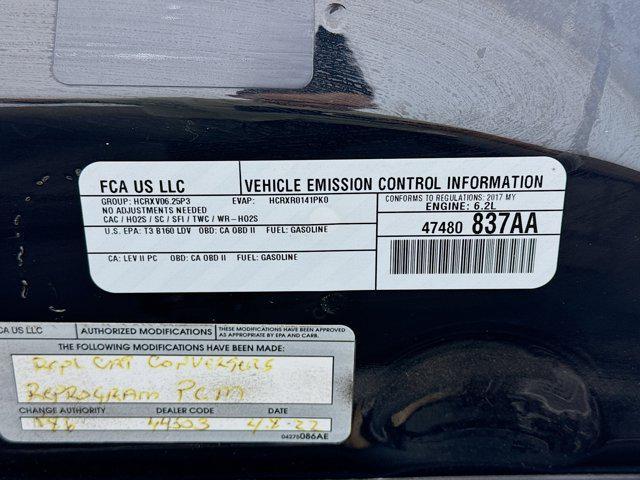 FCA US LLC
VEHICLE EMISSION CONTROL INFORMATION
GROUP: HCRXV06.25P3 EVAP: HCRXR0141PK0
NO ADJUSTMENTS NEEDED
CAC / HO2S / SC / SFI / TWC / WR-HO2S
U.S. EPA: T3 B160 LDV OBD: CA OBD II FUEL: GASOLINE
CA: LEV II PC OBD: CA OBD II FUEL: GASOLINE
CONFORMS TO REGULATIONS: 2017 MY
ENGINE: 6.2L
47480 837AA
CA US LLC
AUTHORIZED MODIFICATIONS
THESE MODIFICATIONS HAVE BEEN APPROVED
AS APPROPRIATE BY EPA AND CARB.
THE FOLLOWING MODIFICATIONS HAVE BEEN MADE:
Repl CAT Converters
Reprogram PCM
CHANGE AUTHORITY DEALER CODE DATE
44503 4-8-22
04275086AE